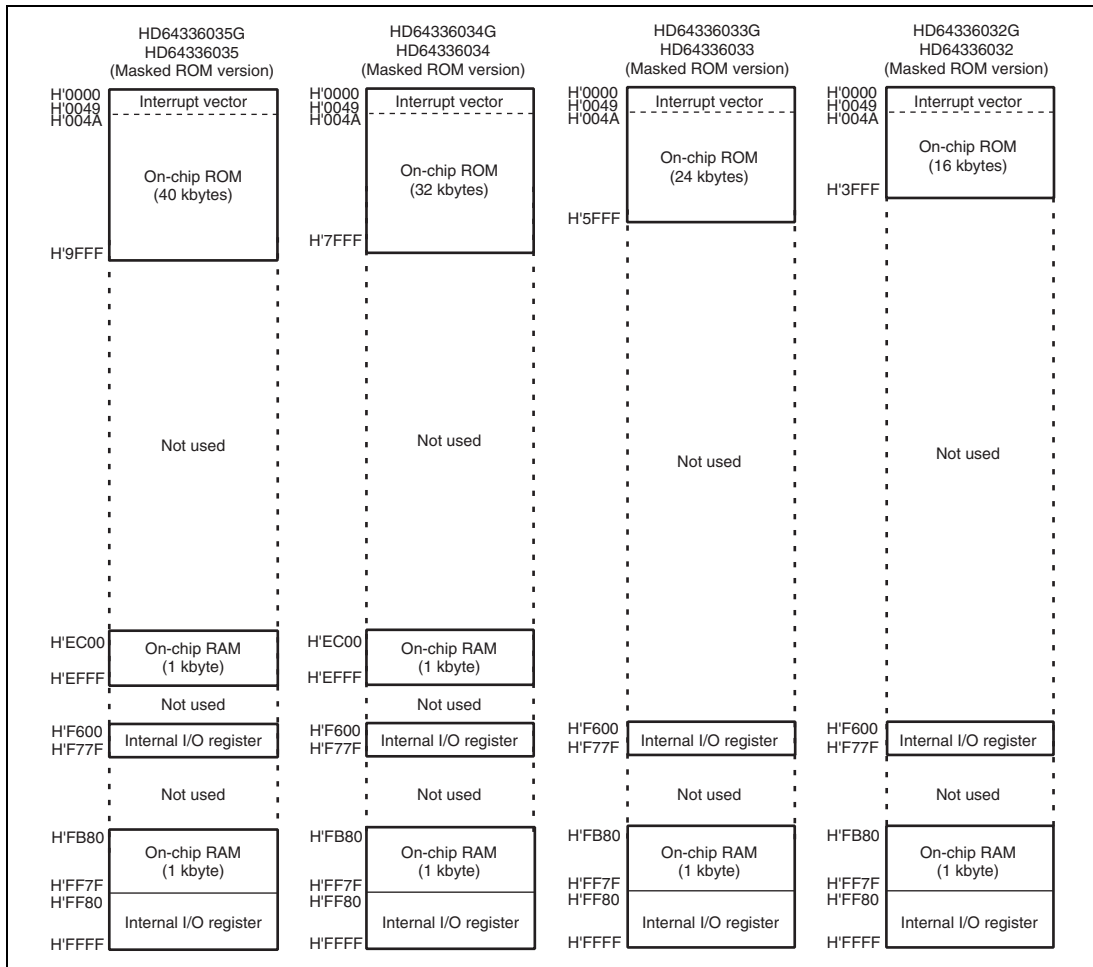 HD64336035G
HD64336035
(Masked ROM version)
H'0000
H'0049
H'004A
Interrupt vector
On-chip ROM
(40 kbytes)
H'9FFF
Not used
H'EC00
On-chip RAM
(1 kbyte)
H'EFFF
Not used
H'F600
Internal I/O register
H'F77F
Not used
H'FB80
On-chip RAM
(1 kbyte)
H'FF7F
H'FF80
Internal I/O register
H'FFFF
HD64336034G
HD64336034
(Masked ROM version)
H'0000
H'0049
H'004A
Interrupt vector
On-chip ROM
(32 kbytes)
H'7FFF
Not used
H'EC00
On-chip RAM
(1 kbyte)
H'EFFF
Not used
H'F600
Internal I/O register
H'F77F
Not used
H'FB80
On-chip RAM
(1 kbyte)
H'FF7F
H'FF80
Internal I/O register
H'FFFF
HD64336033G
HD64336033
(Masked ROM version)
H'0000
H'0049
H'004A
Interrupt vector
On-chip ROM
(24 kbytes)
H'5FFF
Not used
H'F600
Internal I/O register
H'F77F
Not used
H'FB80
On-chip RAM
(1 kbyte)
H'FF7F
H'FF80
Internal I/O register
H'FFFF
HD64336032G
HD64336032
(Masked ROM version)
H'0000
H'0049
H'004A
Interrupt vector
On-chip ROM
(16 kbytes)
H'3FFF
Not used
H'F600
Internal I/O register
H'F77F
Not used
H'FB80
On-chip RAM
(1 kbyte)
H'FF7F
H'FF80
Internal I/O register
H'FFFF